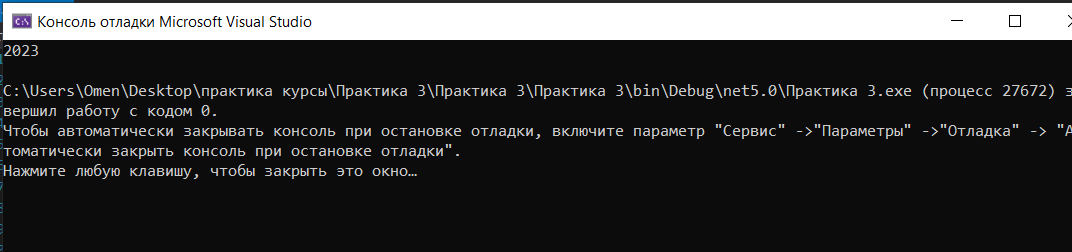 Консоль отладки Microsoft Visual Studio
2023
C:\Users\Omen\Desktop\практика курсы\Практика 3\Практика 3\Практика 3\bin\Debug\net5.0\Практика 3.exe (процесс 27672) з
вершил работу с кодом 0.
Чтобы автоматически закрывать консоль при остановке отладки, включите параметр "Сервис" ->"Параметры" ->"Отладка" -> "А
томатически закрыть консоль при остановке отладки".
Нажмите любую клавишу, чтобы закрыть это окно…